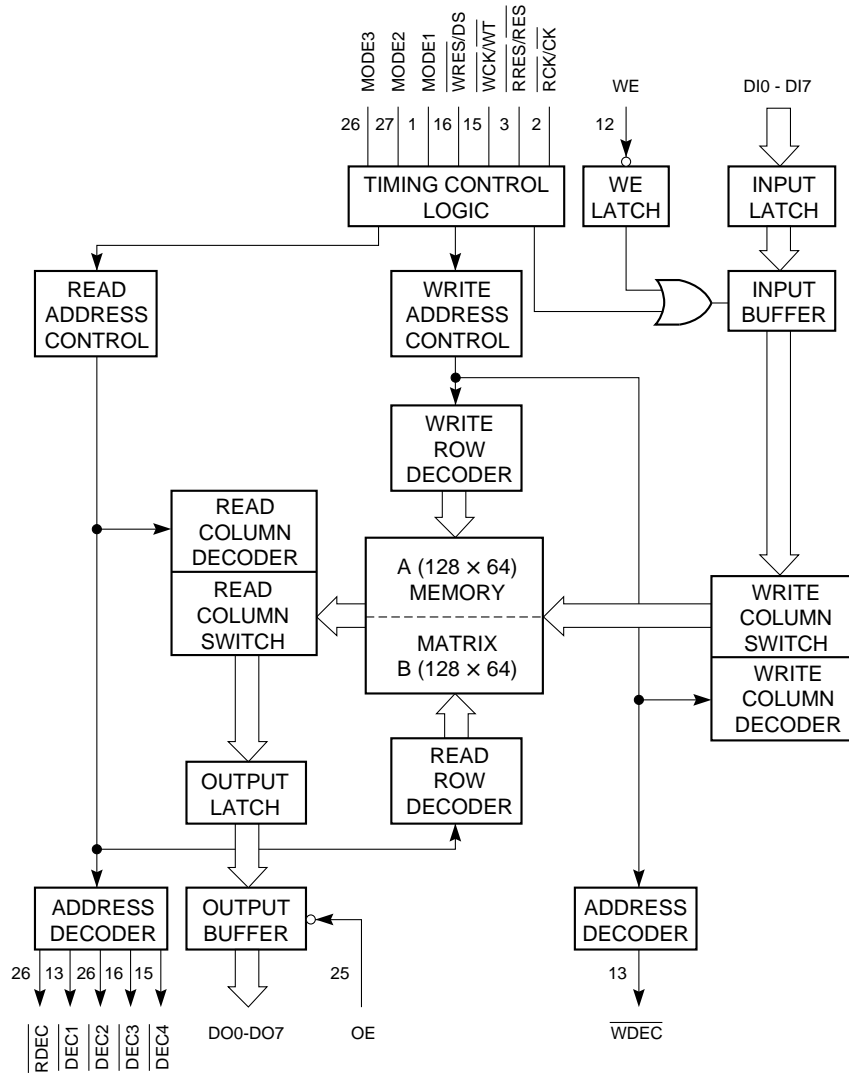 MODE3
MODE2
MODE1
WRES/DS
WCK/WT
RRES/RES
RCK/CK
WE
DI0 - DI7
26
27
1
16
15
3
2
12
TIMING CONTROL
LOGIC
WE
LATCH
INPUT
LATCH
READ
ADDRESS
CONTROL
WRITE
ADDRESS
CONTROL
INPUT
BUFFER
WRITE
ROW
DECODER
READ
COLUMN
DECODER
READ
COLUMN
SWITCH
A (128 × 64)
MEMORY
MATRIX
B (128 × 64)
WRITE
COLUMN
SWITCH
WRITE
COLUMN
DECODER
OUTPUT
LATCH
READ
ROW
DECODER
ADDRESS
DECODER
OUTPUT
BUFFER
ADDRESS
DECODER
26
13
26
16
15
25
13
RDEC
DEC1
DEC2
DEC3
DEC4
DO0-DO7
OE
WDEC